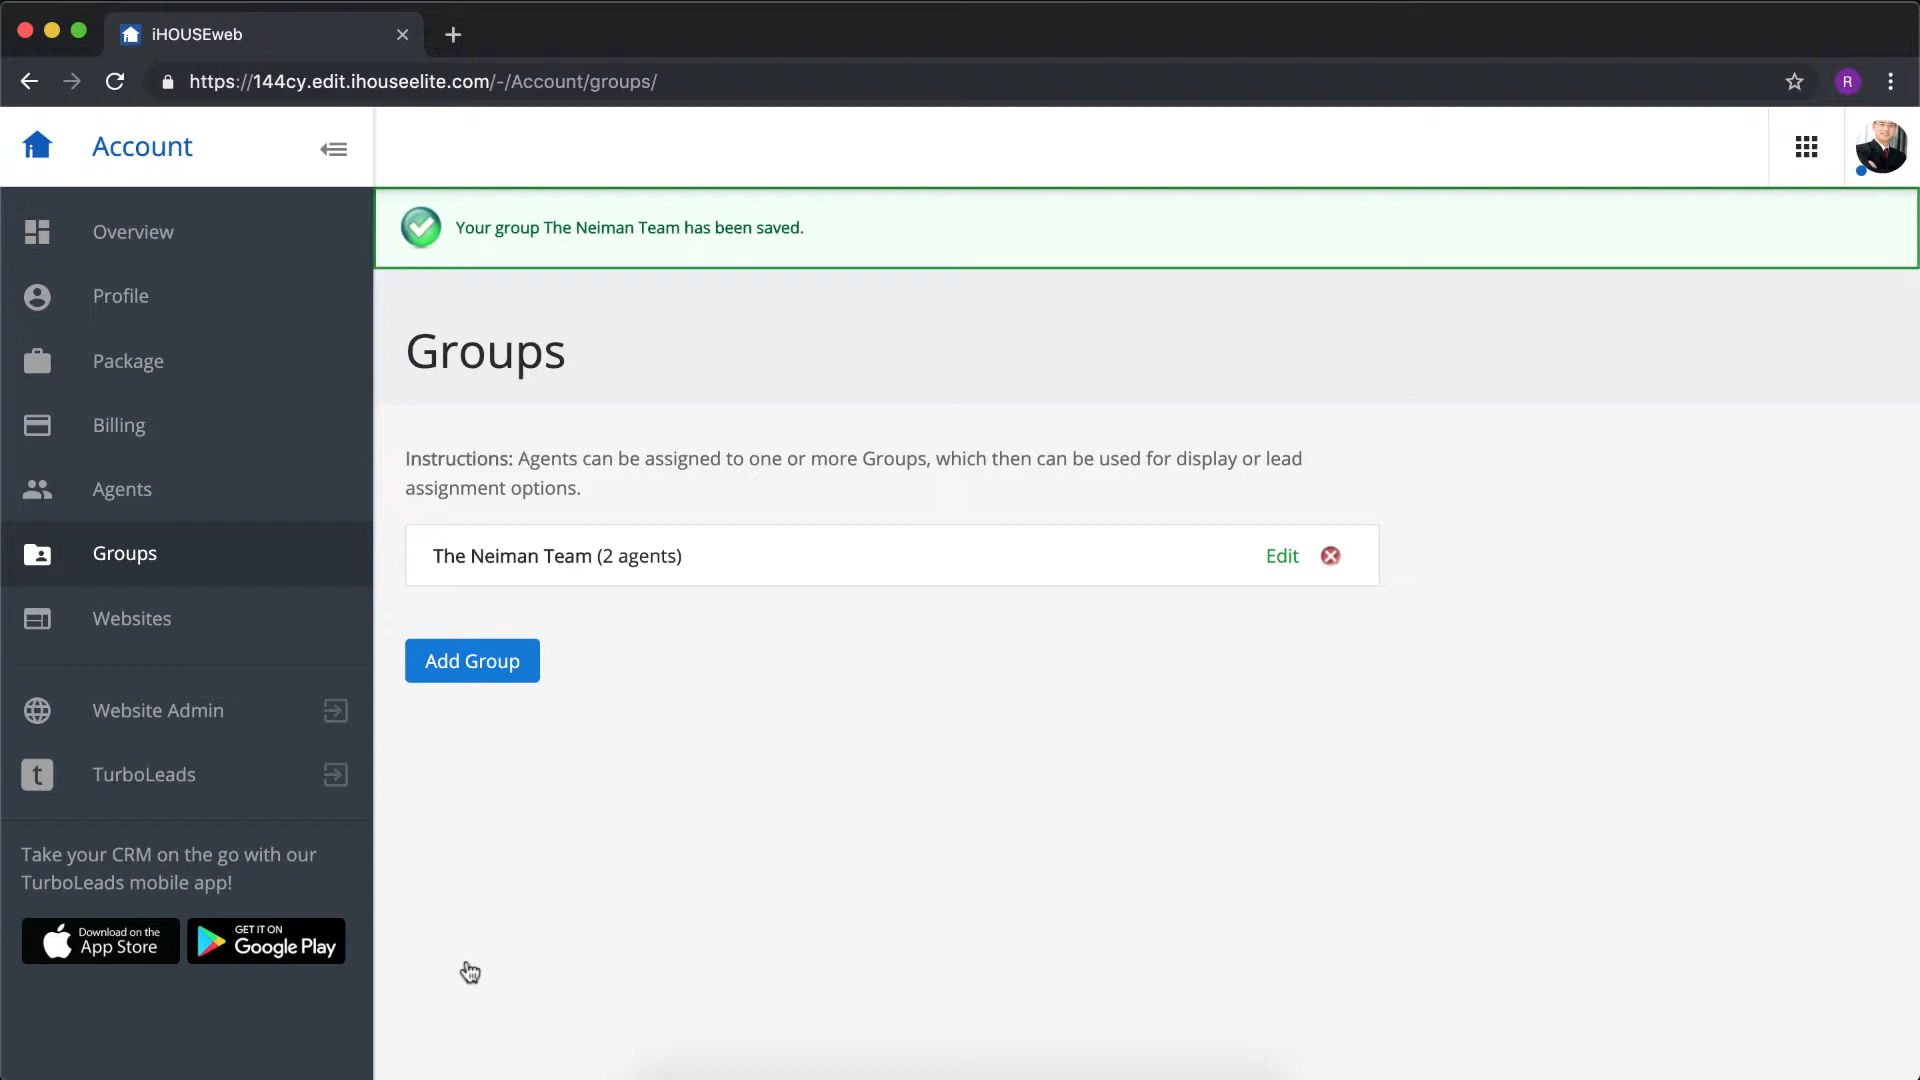 iHOUSEweb
https://144cy.edit.ihouseelite.com/-/Account/groups/
R
Account
Your group The Neiman Team has been saved.
Overview
Profile
Package
Billing
Agents
Groups
Websites
Website Admin
t
TurboLeads
Take your CRM on the go with our
TurboLeads mobile app!
Download on the
App Store
GET IT ON
Google Play
Groups
Instructions: Agents can be assigned to one or more Groups, which then can be used for display or lead
assignment options.
The Neiman Team (2 agents)
Edit
Add Group